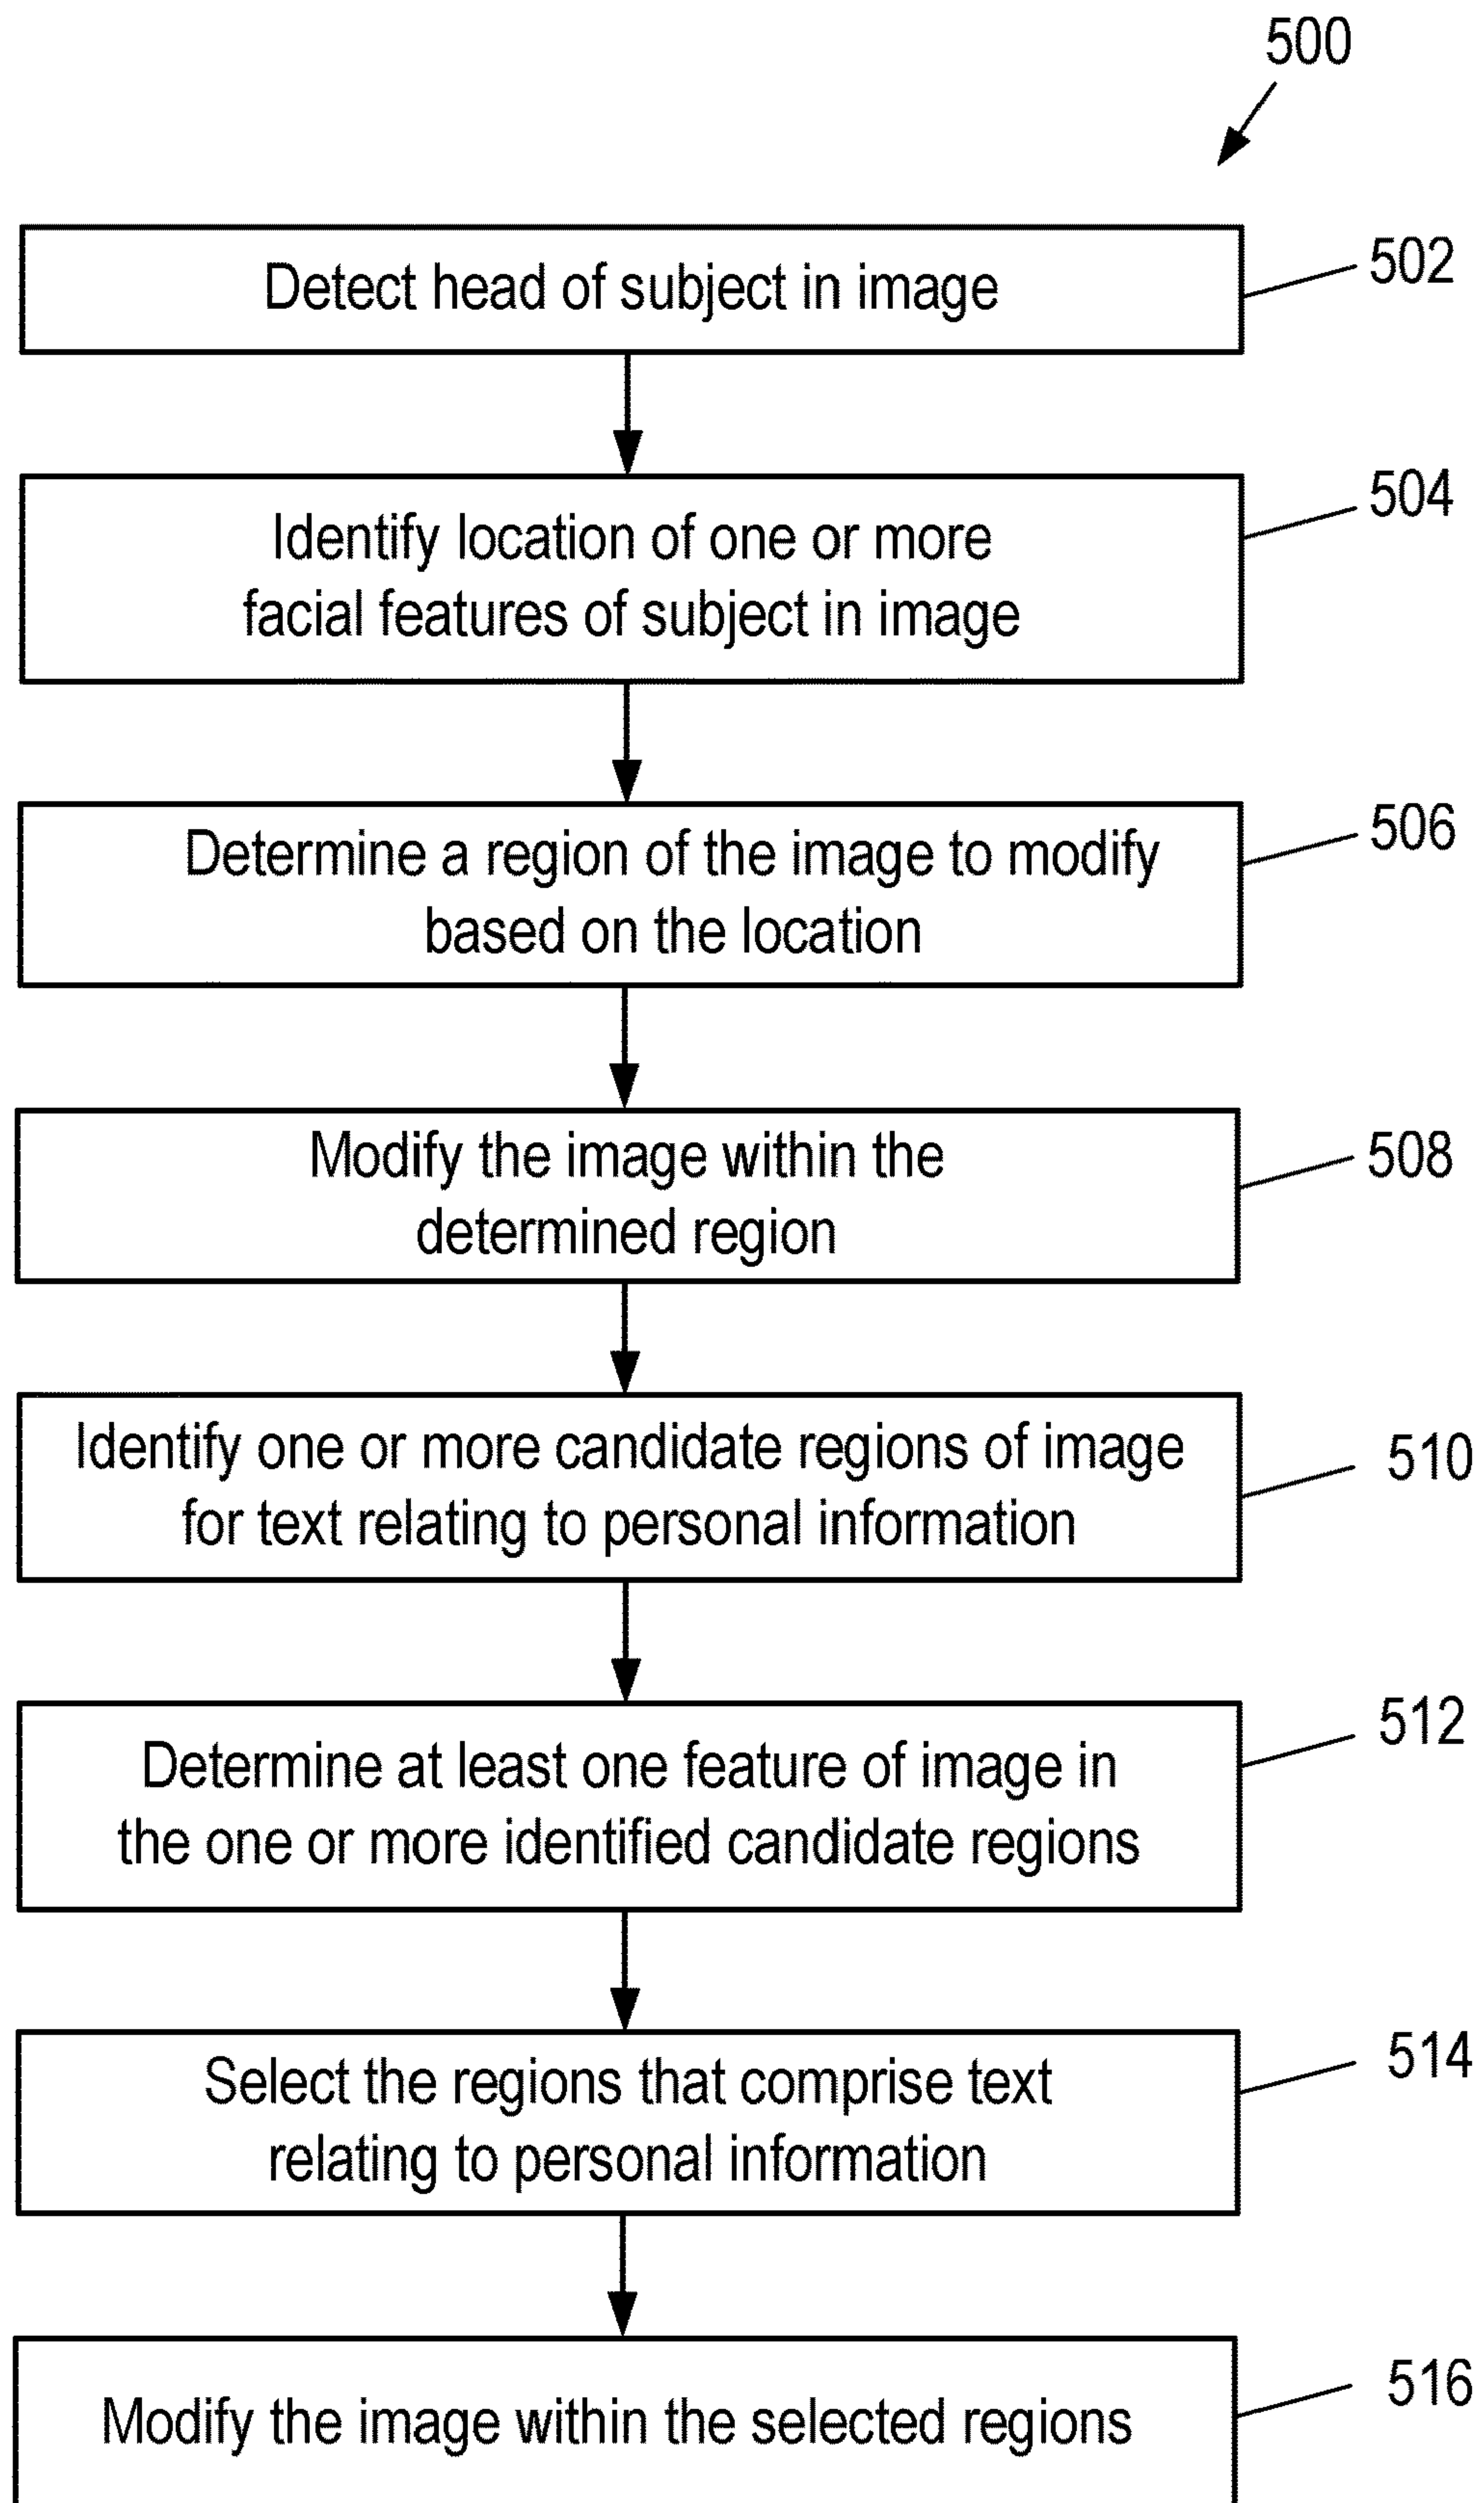 500
Detect head of subject in image
502
Identify location of one or more
facial features of subject in image
504
Determine a region of the image to modify
based on the location
506
Modify the image within the
determined region
508
Identify one or more candidate regions of image
for text relating to personal information
510
Determine at least one feature of image in
the one or more identified candidate regions
512
Select the regions that comprise text
relating to personal information
514
Modify the image within the selected regions
516